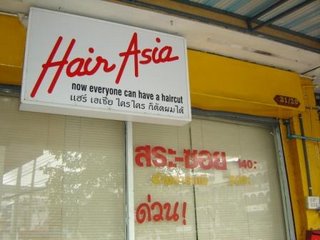 Hair Asia
now everyone can have a haircut
แฮร์ เอเชีย ใครใคร ก็ตัดผมได้
สระ-ซอย 140.-
ด่วน!